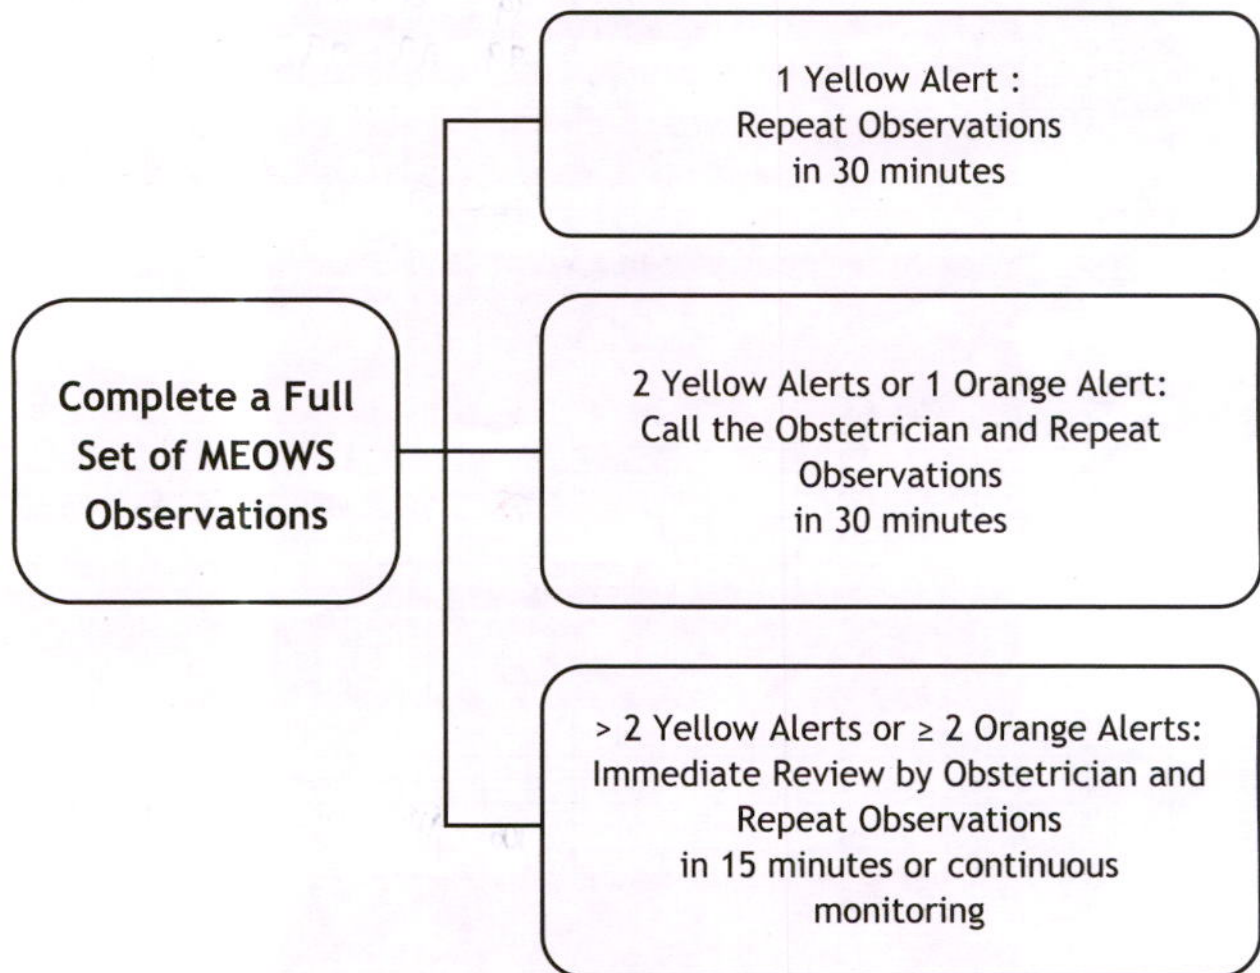 Complete a Full
Set of MEOWS
Observations
1 Yellow Alert :
Repeat Observations
in 30 minutes
2 Yellow Alerts or 1 Orange Alert:
Call the Obstetrician and Repeat
Observations
in 30 minutes
> 2 Yellow Alerts or ≥ 2 Orange Alerts:
Immediate Review by Obstetrician and
Repeat Observations
in 15 minutes or continuous
monitoring